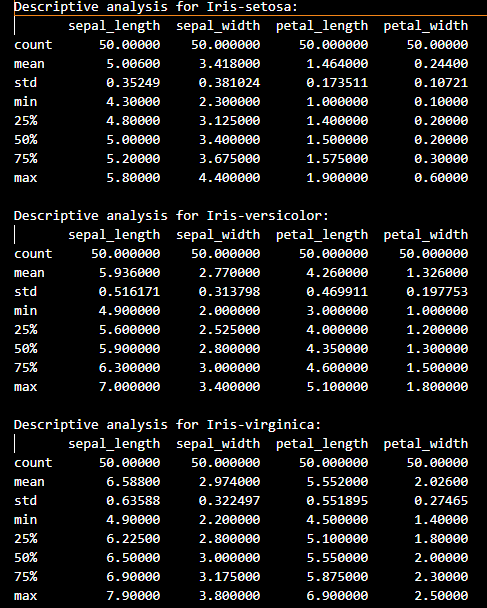 Descriptive analysis for Iris-setosa:
sepal_length sepal_width petal_length petal_width
count 50.00000 50.000000 50.000000 50.00000
mean 5.00600 3.418000 1.464000 0.24400
std 0.35249 0.381024 0.173511 0.10721
min 4.30000 2.300000 1.000000 0.10000
25% 4.80000 3.125000 1.400000 0.20000
50% 5.00000 3.400000 1.500000 0.20000
75% 5.20000 3.675000 1.575000 0.30000
max 5.80000 4.400000 1.900000 0.60000
Descriptive analysis for Iris-versicolor:
sepal_length sepal_width petal_length petal_width
count 50.000000 50.000000 50.000000 50.000000
mean 5.936000 2.770000 4.260000 1.326000
std 0.516171 0.313798 0.469911 0.197753
min 4.900000 2.000000 3.000000 1.000000
25% 5.600000 2.525000 4.000000 1.200000
50% 5.900000 2.800000 4.350000 1.300000
75% 6.300000 3.000000 4.600000 1.500000
max 7.000000 3.400000 5.100000 1.800000
Descriptive analysis for Iris-virginica:
sepal_length sepal_width petal_length petal_width
count 50.00000 50.000000 50.000000 50.00000
mean 6.58800 2.974000 5.552000 2.02600
std 0.63588 0.322497 0.551895 0.27465
min 4.90000 2.200000 4.500000 1.40000
25% 6.22500 2.800000 5.100000 1.80000
50% 6.50000 3.000000 5.550000 2.00000
75% 6.90000 3.175000 5.875000 2.30000
max 7.90000 3.800000 6.900000 2.50000